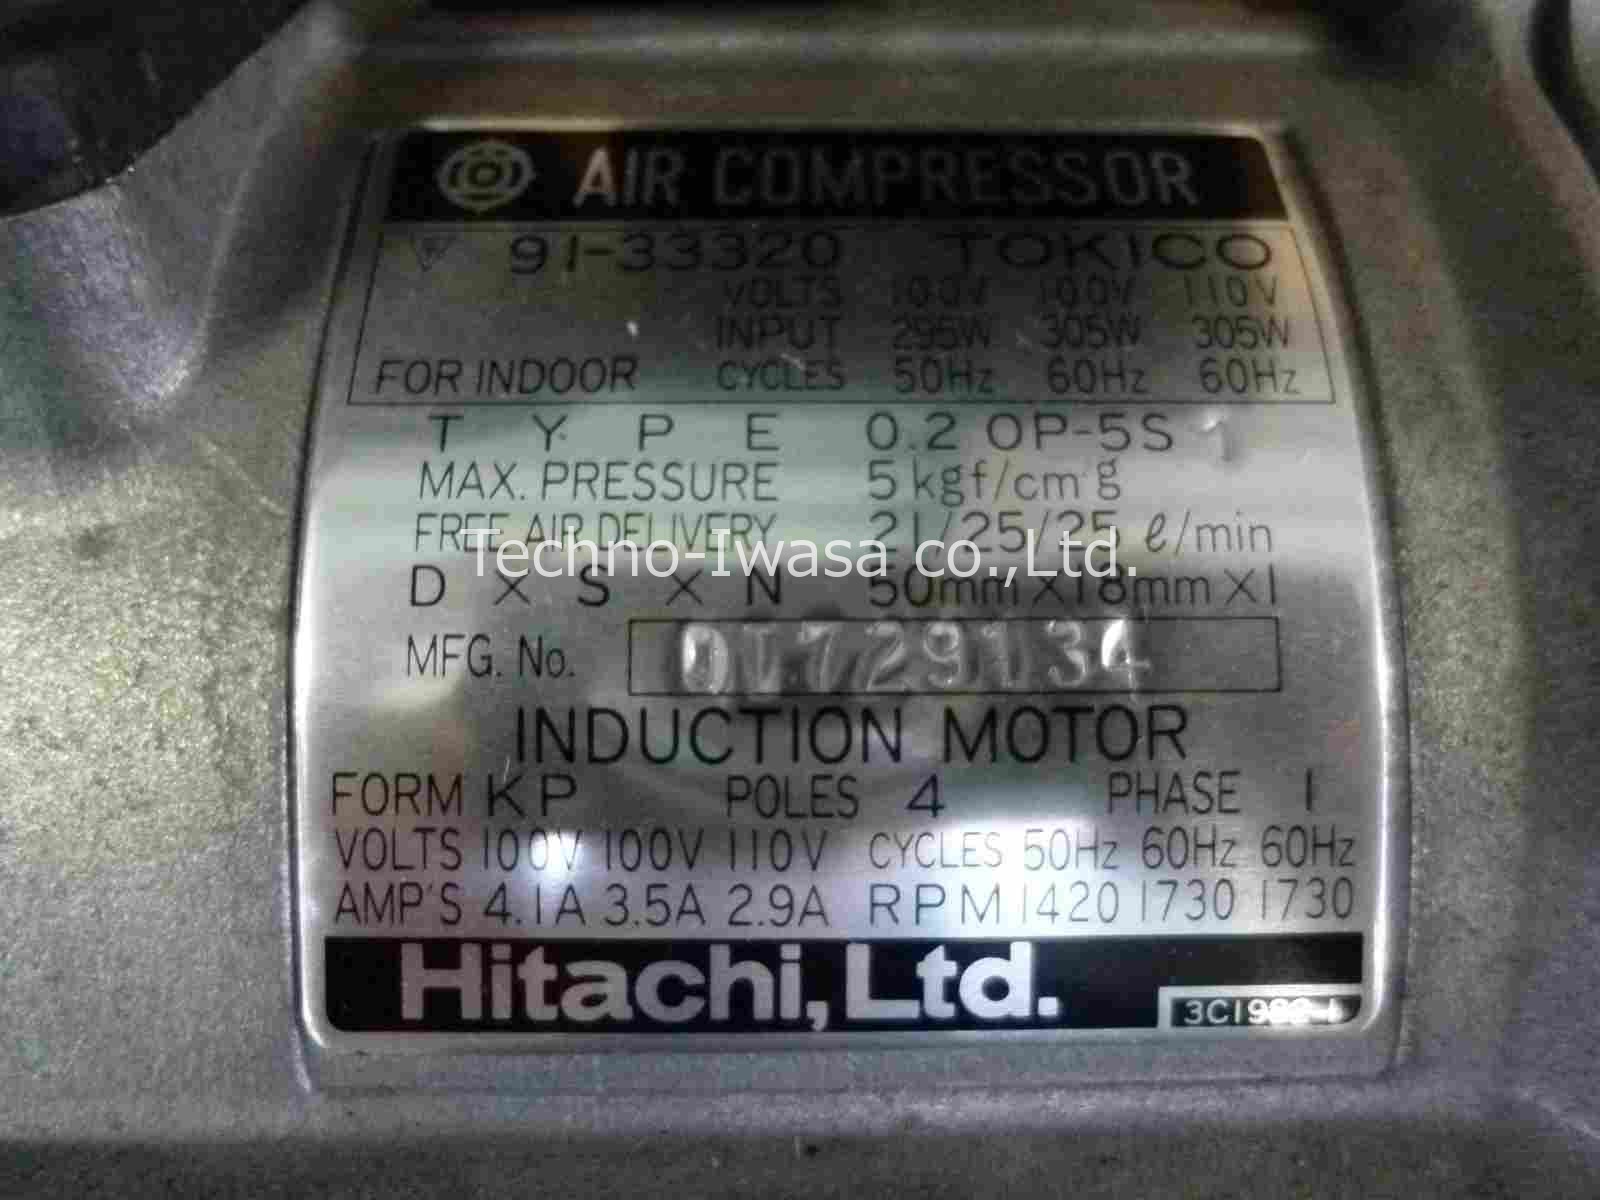 AIR COMPRESSOR
91-33320 TOKICO
VOLTS 100V 100V 110V
INPUT 295W 305W 305W
FOR INDOOR CYCLES 50Hz 60Hz 60Hz
TYPE 0.2 OP-5S 1
MAX. PRESSURE 5 kgf/cm²g
FREE AIR DELIVERY 21/25/25 ℓ/min
Techno-Iwasa co.,Ltd.
D × S × N 50mm×18mm×1
MFG. No.
INDUCTION MOTOR
FORM KP POLES 4 PHASE 1
VOLTS 100V 100V 110V CYCLES 50Hz 60Hz 60Hz
AMP'S 4.1A 3.5A 2.9A RPM 1420 1730 1730
Hitachi, Ltd.